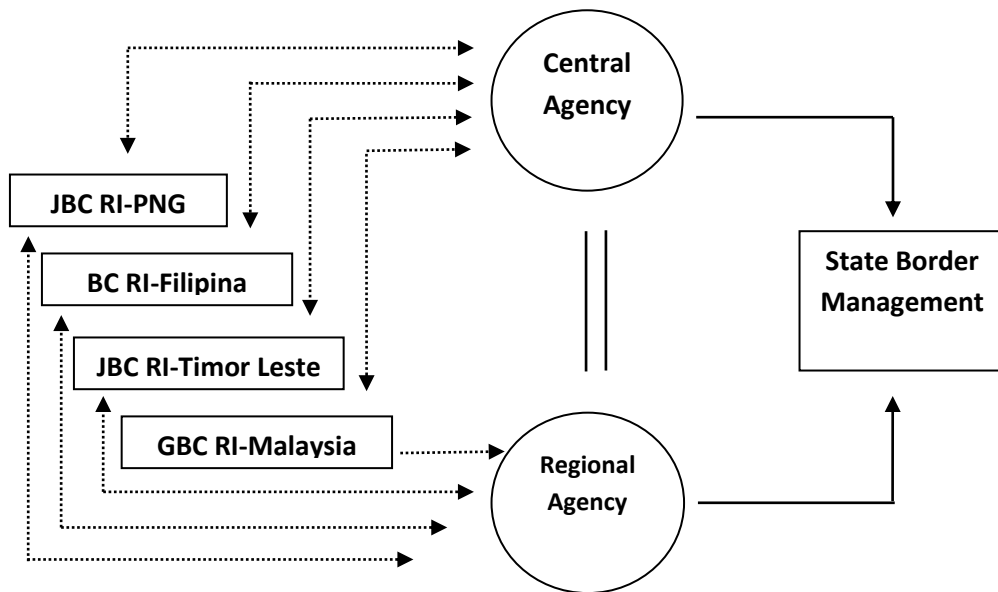 Central
Agency
JBC RI-PNG
BC RI-Filipina
State Border
Management
JBC RI-Timor Leste
GBC RI-Malaysia
Regional
Agency